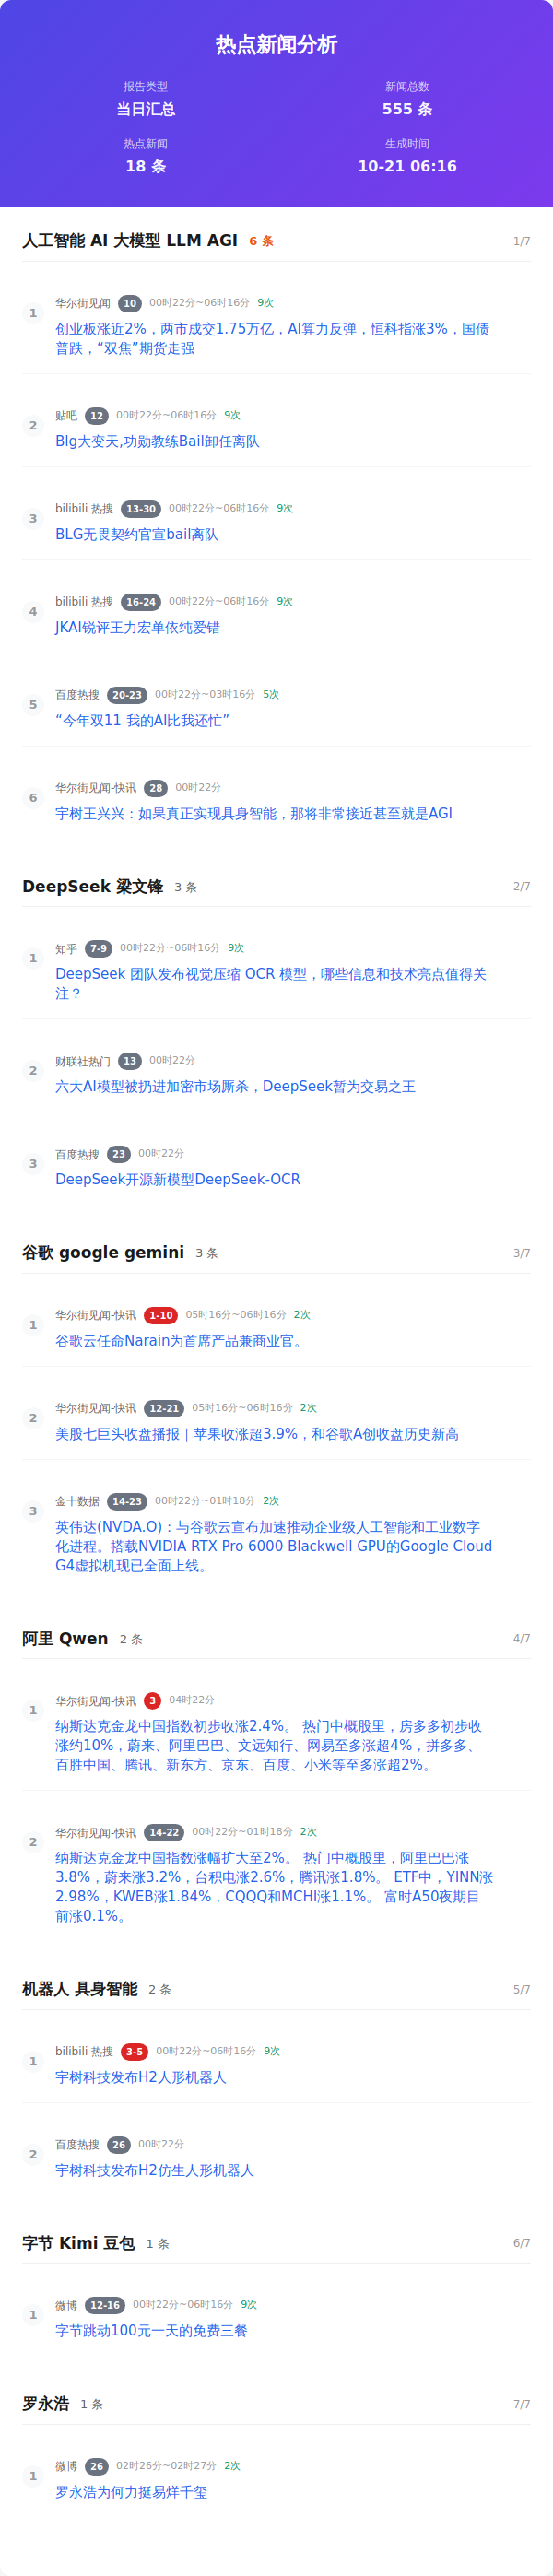 热点新闻分析
报告类型
当日汇总
新闻总数
555 条
热点新闻
18 条
生成时间
10-21 06:16
人工智能 AI 大模型 LLM AGI 6 条 1/7
1
华尔街见闻 10 00时22分~06时16分 9次
创业板涨近2%，两市成交1.75万亿，AI算力反弹，恒科指涨3%，国债
普跌，“双焦”期货走强
2
贴吧 12 00时22分~06时16分 9次
Blg大变天,功勋教练Bail卸任离队
3
bilibili 热搜 13-30 00时22分~06时16分 9次
BLG无畏契约官宣bail离队
4
bilibili 热搜 16-24 00时22分~06时16分 9次
JKAI锐评王力宏单依纯爱错
5
百度热搜 20-23 00时22分~03时16分 5次
“今年双11 我的AI比我还忙”
6
华尔街见闻-快讯 28 00时22分
宇树王兴兴：如果真正实现具身智能，那将非常接近甚至就是AGI
DeepSeek 梁文锋 3 条 2/7
1
知乎 7-9 00时22分~06时16分 9次
DeepSeek 团队发布视觉压缩 OCR 模型，哪些信息和技术亮点值得关
注？
2
财联社热门 13 00时22分
六大AI模型被扔进加密市场厮杀，DeepSeek暂为交易之王
3
百度热搜 23 00时22分
DeepSeek开源新模型DeepSeek-OCR
谷歌 google gemini 3 条 3/7
1
华尔街见闻-快讯 1-10 05时16分~06时16分 2次
谷歌云任命Narain为首席产品兼商业官。
2
华尔街见闻-快讯 12-21 05时16分~06时16分 2次
美股七巨头收盘播报｜苹果收涨超3.9%，和谷歌A创收盘历史新高
3
金十数据 14-23 00时22分~01时18分 2次
英伟达(NVDA.O)：与谷歌云宣布加速推动企业级人工智能和工业数字
化进程。搭载NVIDIA RTX Pro 6000 Blackwell GPU的Google Cloud
G4虚拟机现已全面上线。
阿里 Qwen 2 条 4/7
1
华尔街见闻-快讯 3 04时22分
纳斯达克金龙中国指数初步收涨2.4%。 热门中概股里，房多多初步收
涨约10%，蔚来、阿里巴巴、文远知行、网易至多涨超4%，拼多多、
百胜中国、腾讯、新东方、京东、百度、小米等至多涨超2%。
2
华尔街见闻-快讯 14-22 00时22分~01时18分 2次
纳斯达克金龙中国指数涨幅扩大至2%。 热门中概股里，阿里巴巴涨
3.8%，蔚来涨3.2%，台积电涨2.6%，腾讯涨1.8%。 ETF中，YINN涨
2.98%，KWEB涨1.84%，CQQQ和MCHI涨1.1%。 富时A50夜期目
前涨0.1%。
机器人 具身智能 2 条 5/7
1
bilibili 热搜 3-5 00时22分~06时16分 9次
宇树科技发布H2人形机器人
2
百度热搜 26 00时22分
宇树科技发布H2仿生人形机器人
字节 Kimi 豆包 1 条 6/7
1
微博 12-16 00时22分~06时16分 9次
字节跳动100元一天的免费三餐
罗永浩 1 条 7/7
1
微博 26 02时26分~02时27分 2次
罗永浩为何力挺易烊千玺